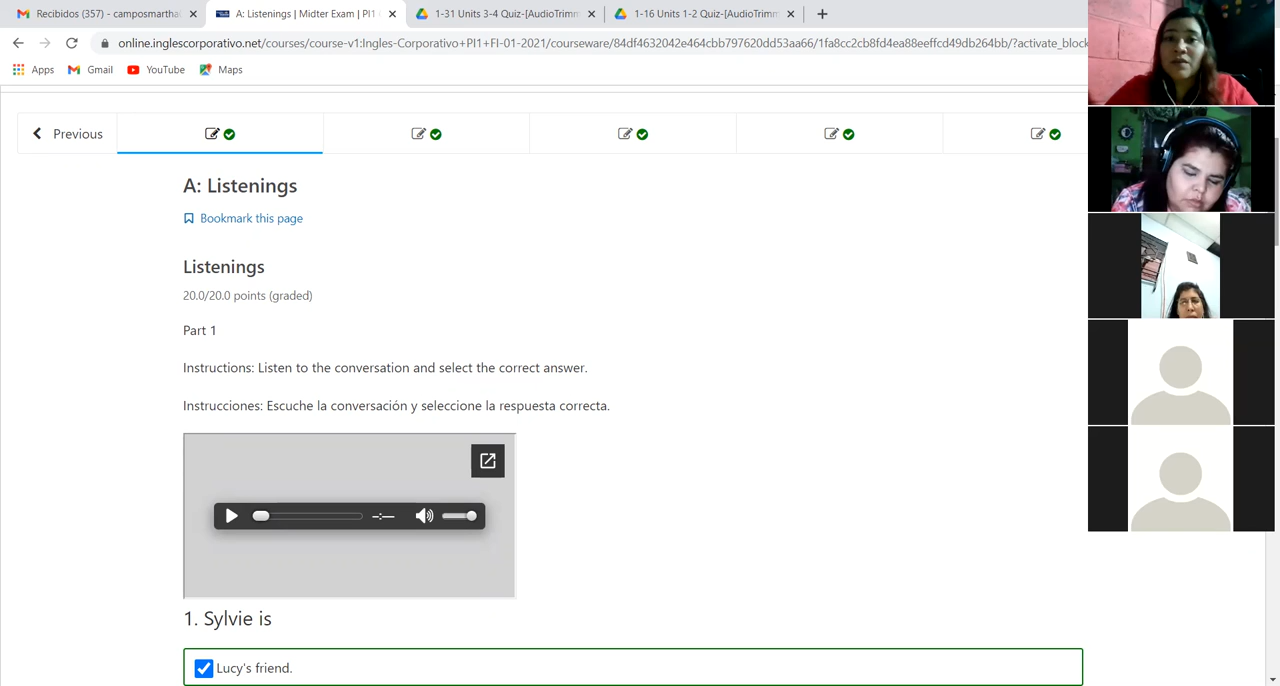 Recibidos (357) - camposmartha
A: Listenings | Midter Exam | PI1
1-31 Units 3-4 Quiz-[AudioTrimm
1-16 Units 1-2 Quiz-[AudioTrimm
online.inglescorporativo.net/courses/course-v1:Ingles-Corporativo+PI1+FI-01-2021/courseware/84df4632042e464cbb797620dd53aa66/1fa8cc2cb8fd4ea88eeffcd49db264bb/?activate_block
Apps Gmail YouTube Maps
Previous
A: Listenings
Bookmark this page
Listenings
20.0/20.0 points (graded)
Part 1
Instructions: Listen to the conversation and select the correct answer.
Instrucciones: Escuche la conversación y seleccione la respuesta correcta.
-:--
1. Sylvie is
Lucy's friend.